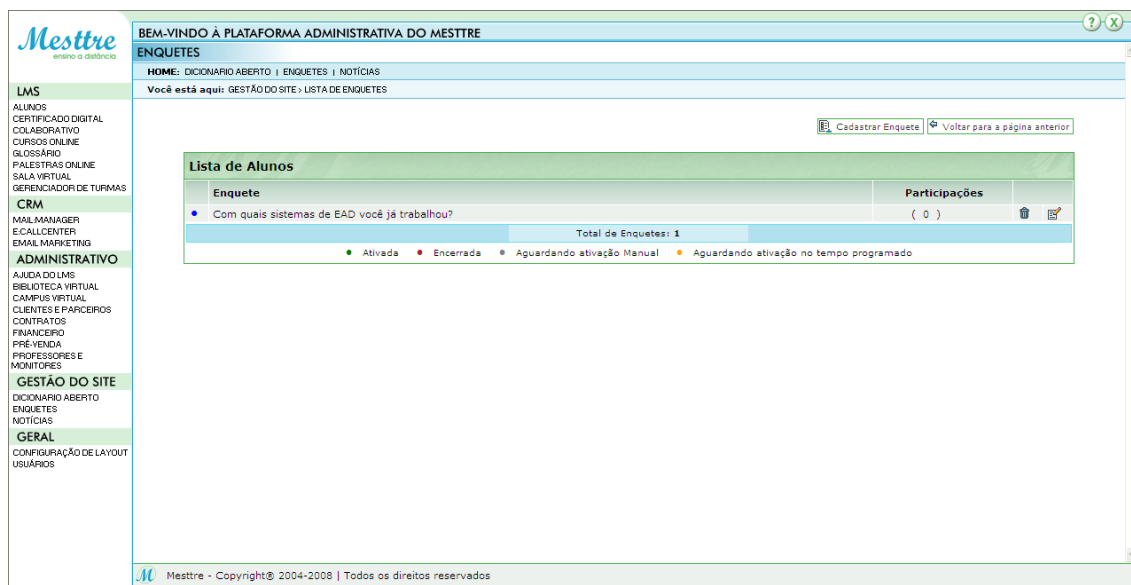 Mesttre
ensino a distância
? X
BEM-VINDO À PLATAFORMA ADMINISTRATIVA DO MESTTRE
ENQUETES
HOME: DICIONARIO ABERTO | ENQUETES | NOTÍCIAS
Você está aqui: GESTÃO DO SITE > LISTA DE ENQUETES
LMS
ALUNOS
CERTIFICADO DIGITAL
COLABORATIVO
CURSOS ONLINE
GLOSSÁRIO
PALESTRAS ONLINE
SALA VIRTUAL
GERENCIADOR DE TURMAS
CRM
MAIL-MANAGER
E-CALLCENTER
EMAIL MARKETING
ADMINISTRATIVO
AJUDA DO LMS
BIBLIOTECA VIRTUAL
CAMPUS VIRTUAL
CLIENTES E PARCEIROS
CONTRATOS
FINANCEIRO
PRÉ-VENDA
PROFESSORES E
MONITORES
GESTÃO DO SITE
DICIONARIO ABERTO
ENQUETES
NOTÍCIAS
GERAL
CONFIGURAÇÃO DE LAYOUT
USUÁRIOS
Cadastrar Enquete Voltar para a página anterior
Lista de Alunos
Enquete Participações
Com quais sistemas de EAD você já trabalhou? ( 0 )
Total de Enquetes: 1
Ativada Encerrada Aguardando ativação Manual Aguardando ativação no tempo programado
M Mesttre - Copyright® 2004-2008 | Todos os direitos reservados